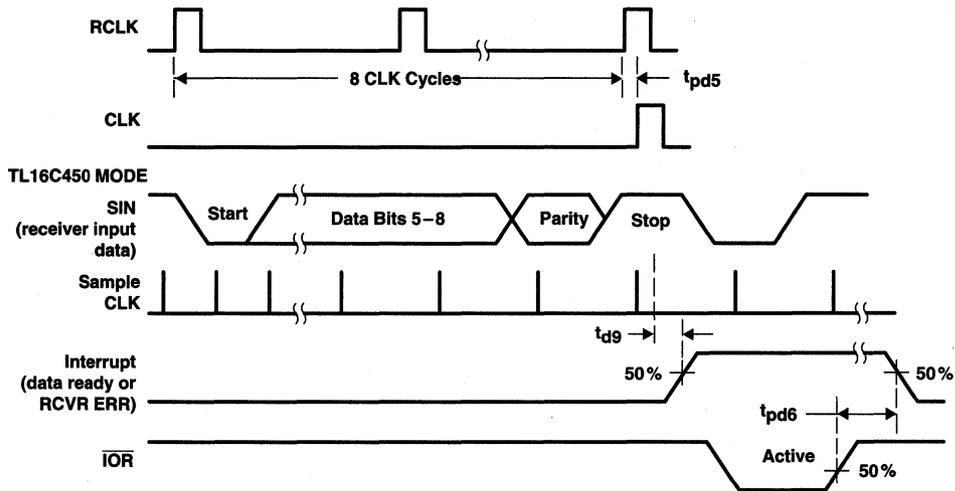 RCLK
8 CLK Cycles
tpd5
CLK
TL16C450 MODE
SIN
(receiver input
data)
Start
Data Bits 5–8
Parity
Stop
Sample
CLK
td9
Interrupt
(data ready or
RCVR ERR)
50%
50%
tpd6
IOR
Active
50%